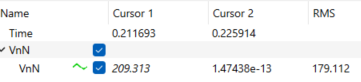 Name Cursor 1 Cursor 2 RMS
Time 0.211693 0.225914
VnN
VnN 209.313 1.47438e-13 179.112